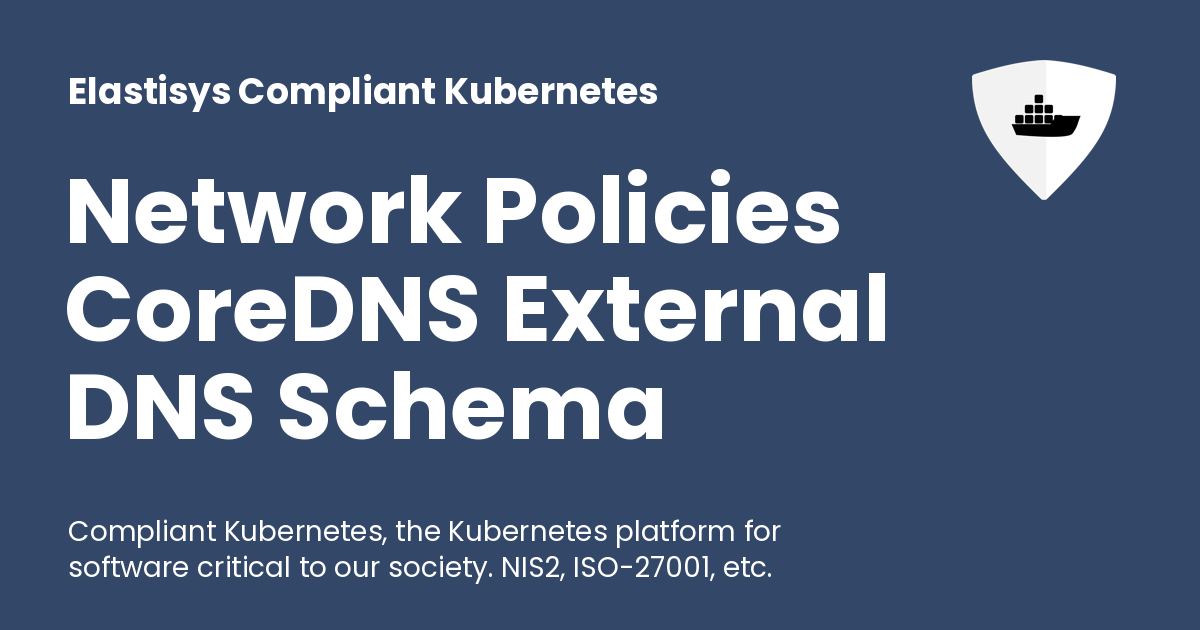 Elastisys Compliant Kubernetes
Network Policies
CoreDNS External
DNS Schema
Compliant Kubernetes, the Kubernetes platform for
software critical to our society. NIS2, ISO-27001, etc.